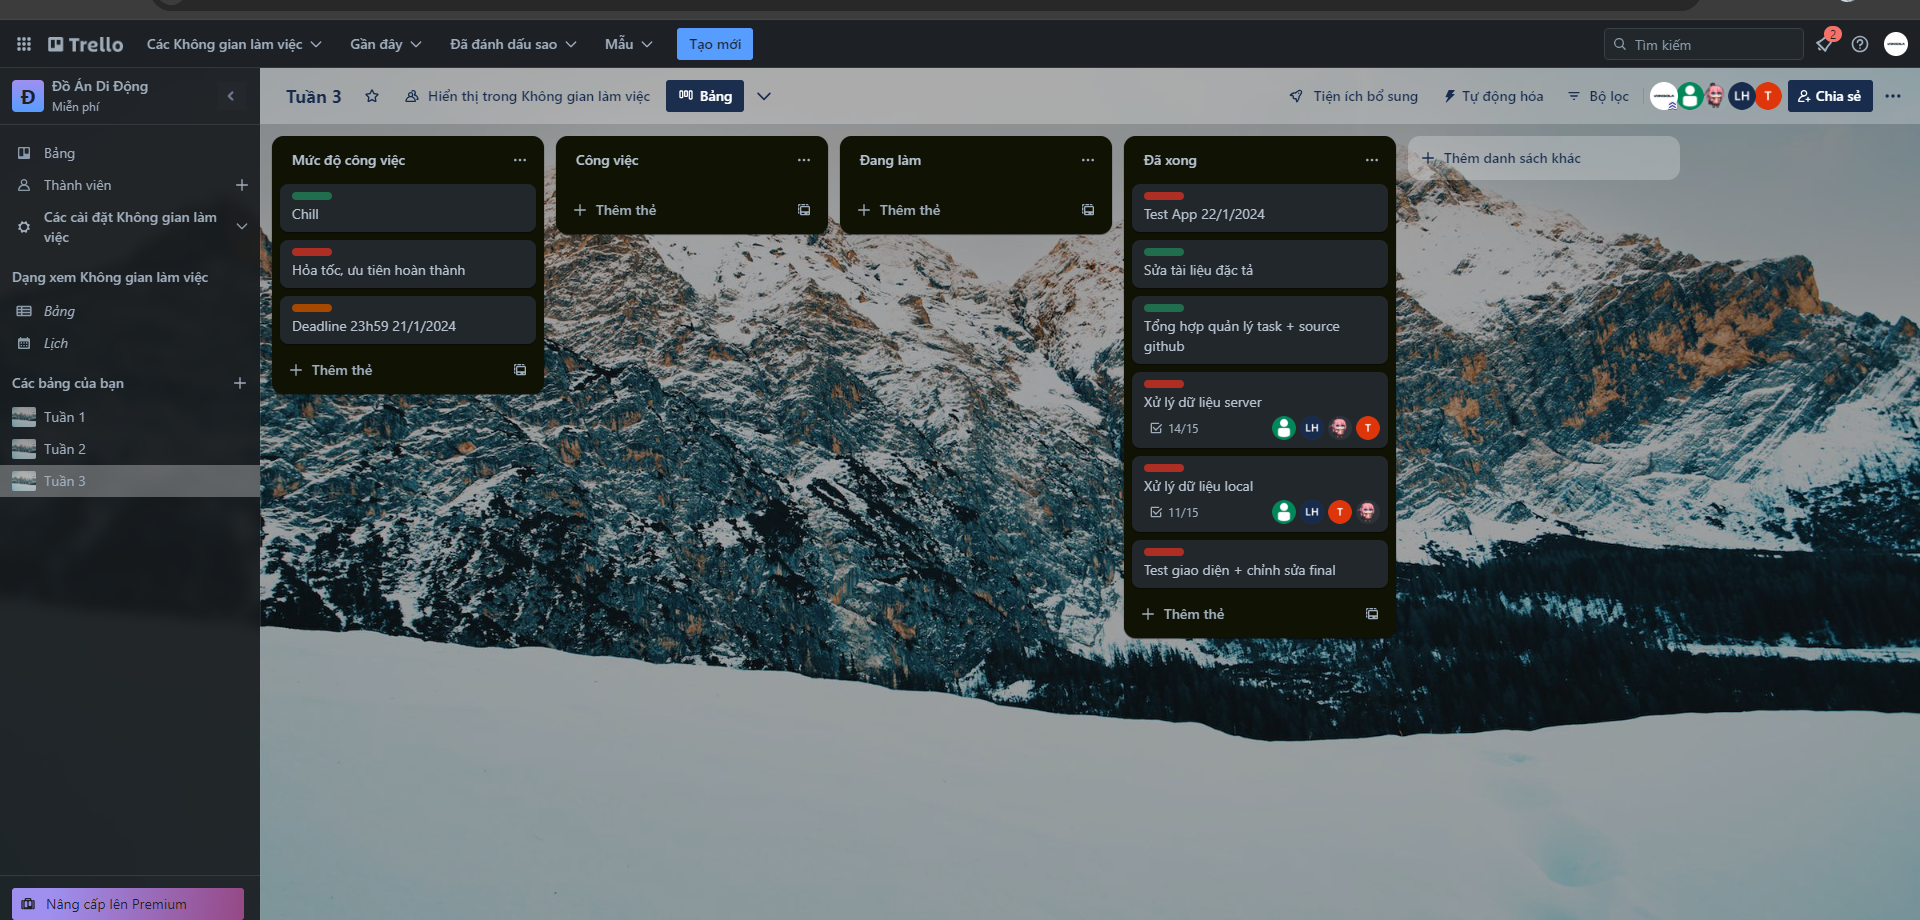 Trello
Các Không gian làm việc
Gần đây
Đã đánh dấu sao
Mẫu
Tạo mới
Tìm kiếm
2
Đ
Đồ Án Di Động
Miễn phí
Bảng
Thành viên
Các cài đặt Không gian làm
việc
Dạng xem Không gian làm việc
Bảng
Lịch
Các bảng của bạn
Tuần 1
Tuần 2
Tuần 3
Nâng cấp lên Premium
Tuần 3
Hiển thị trong Không gian làm việc
Bảng
Tiện ích bổ sung
Tự động hóa
Bộ lọc
LH
T
Chia sẻ
Mức độ công việc
Chill
Hỏa tốc, ưu tiên hoàn thành
Deadline 23h59 21/1/2024
Thêm thẻ
Công việc
Thêm thẻ
Đang làm
Thêm thẻ
Đã xong
Test App 22/1/2024
Sửa tài liệu đặc tả
Tổng hợp quản lý task + source
github
Xử lý dữ liệu server
14/15
LH
T
Xử lý dữ liệu local
11/15
LH
T
Test giao diện + chỉnh sửa final
Thêm thẻ
Thêm danh sách khác